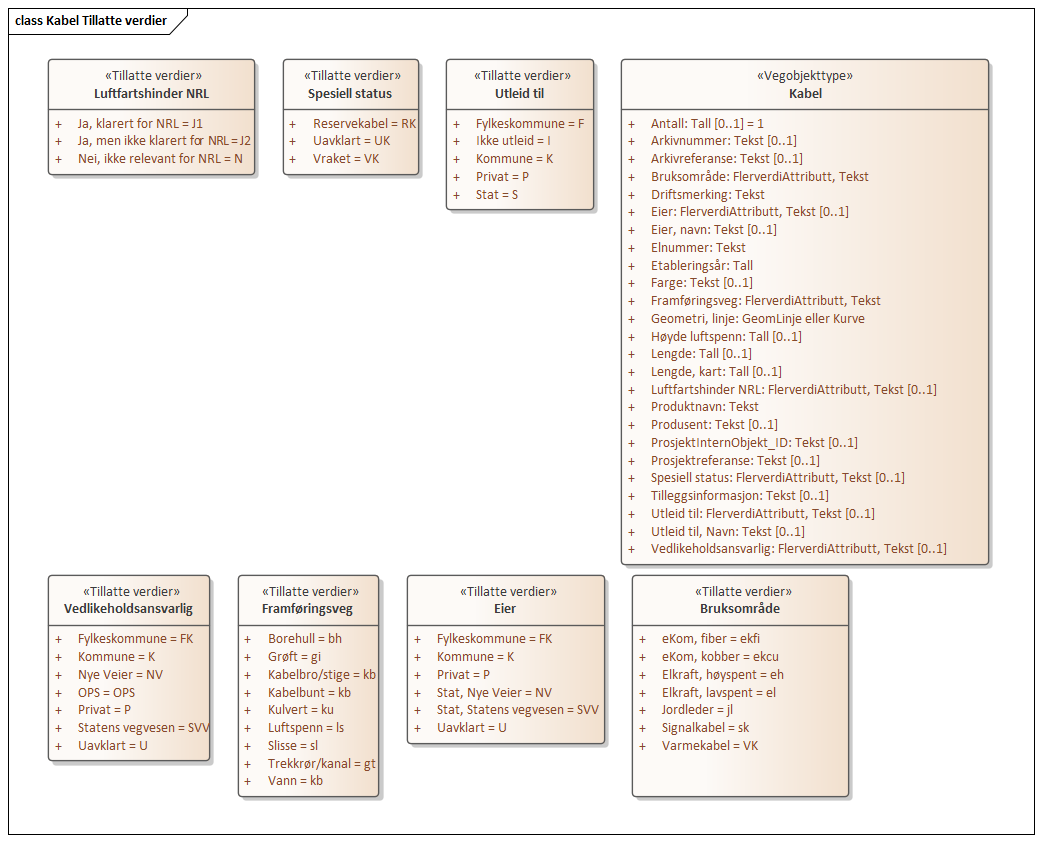 class Kabel Tillatte verdier
«Tillatte verdier»
Luftfartshinder NRL
+ Ja, klarert for NRL = J1
+ Ja, men ikke klarert for NRL = J2
+ Nei, ikke relevant for NRL = N
«Tillatte verdier»
Spesiell status
+ Reservekabel = RK
+ Uavklart = UK
+ Vraket = VK
«Tillatte verdier»
Utleid til
+ Fylkeskommune = F
+ Ikke utleid = I
+ Kommune = K
+ Privat = P
+ Stat = S
«Vegobjekttype»
Kabel
+ Antall: Tall [0..1] = 1
+ Arkivnummer: Tekst [0..1]
+ Arkivreferanse: Tekst [0..1]
+ Bruksområde: FlerverdiAttributt, Tekst
+ Driftsmerking: Tekst
+ Eier: FlerverdiAttributt, Tekst [0..1]
+ Eier, navn: Tekst [0..1]
+ Elnummer: Tekst
+ Etableringsår: Tall
+ Farge: Tekst [0..1]
+ Framføringsveg: FlerverdiAttributt, Tekst
+ Geometri, linje: GeomLinje eller Kurve
+ Høyde luftspenn: Tall [0..1]
+ Lengde: Tall [0..1]
+ Lengde, kart: Tall [0..1]
+ Luftfartshinder NRL: FlerverdiAttributt, Tekst [0..1]
+ Produktnavn: Tekst
+ Produsent: Tekst [0..1]
+ ProsjektInternObjekt_ID: Tekst [0..1]
+ Prosjektreferanse: Tekst [0..1]
+ Spesiell status: FlerverdiAttributt, Tekst [0..1]
+ Tilleggsinformasjon: Tekst [0..1]
+ Utleid til: FlerverdiAttributt, Tekst [0..1]
+ Utleid til, Navn: Tekst [0..1]
+ Vedlikeholdsansvarlig: FlerverdiAttributt, Tekst [0..1]
«Tillatte verdier»
Vedlikeholdsansvarlig
+ Fylkeskommune = FK
+ Kommune = K
+ Nye Veier = NV
+ OPS = OPS
+ Privat = P
+ Statens vegvesen = SVV
+ Uavklart = U
«Tillatte verdier»
Framføringsveg
+ Borehull = bh
+ Grøft = gi
+ Kabelbro/stige = kb
+ Kabelbunt = kb
+ Kulvert = ku
+ Luftspenn = ls
+ Slisse = sl
+ Trekkrør/kanal = gt
+ Vann = kb
«Tillatte verdier»
Eier
+ Fylkeskommune = FK
+ Kommune = K
+ Privat = P
+ Stat, Nye Veier = NV
+ Stat, Statens vegvesen = SVV
+ Uavklart = U
«Tillatte verdier»
Bruksområde
+ eKom, fiber = ekfi
+ eKom, kobber = ekcu
+ Elkraft, høyspent = eh
+ Elkraft, lavspent = el
+ Jordleder = jl
+ Signalkabel = sk
+ Varmekabel = VK